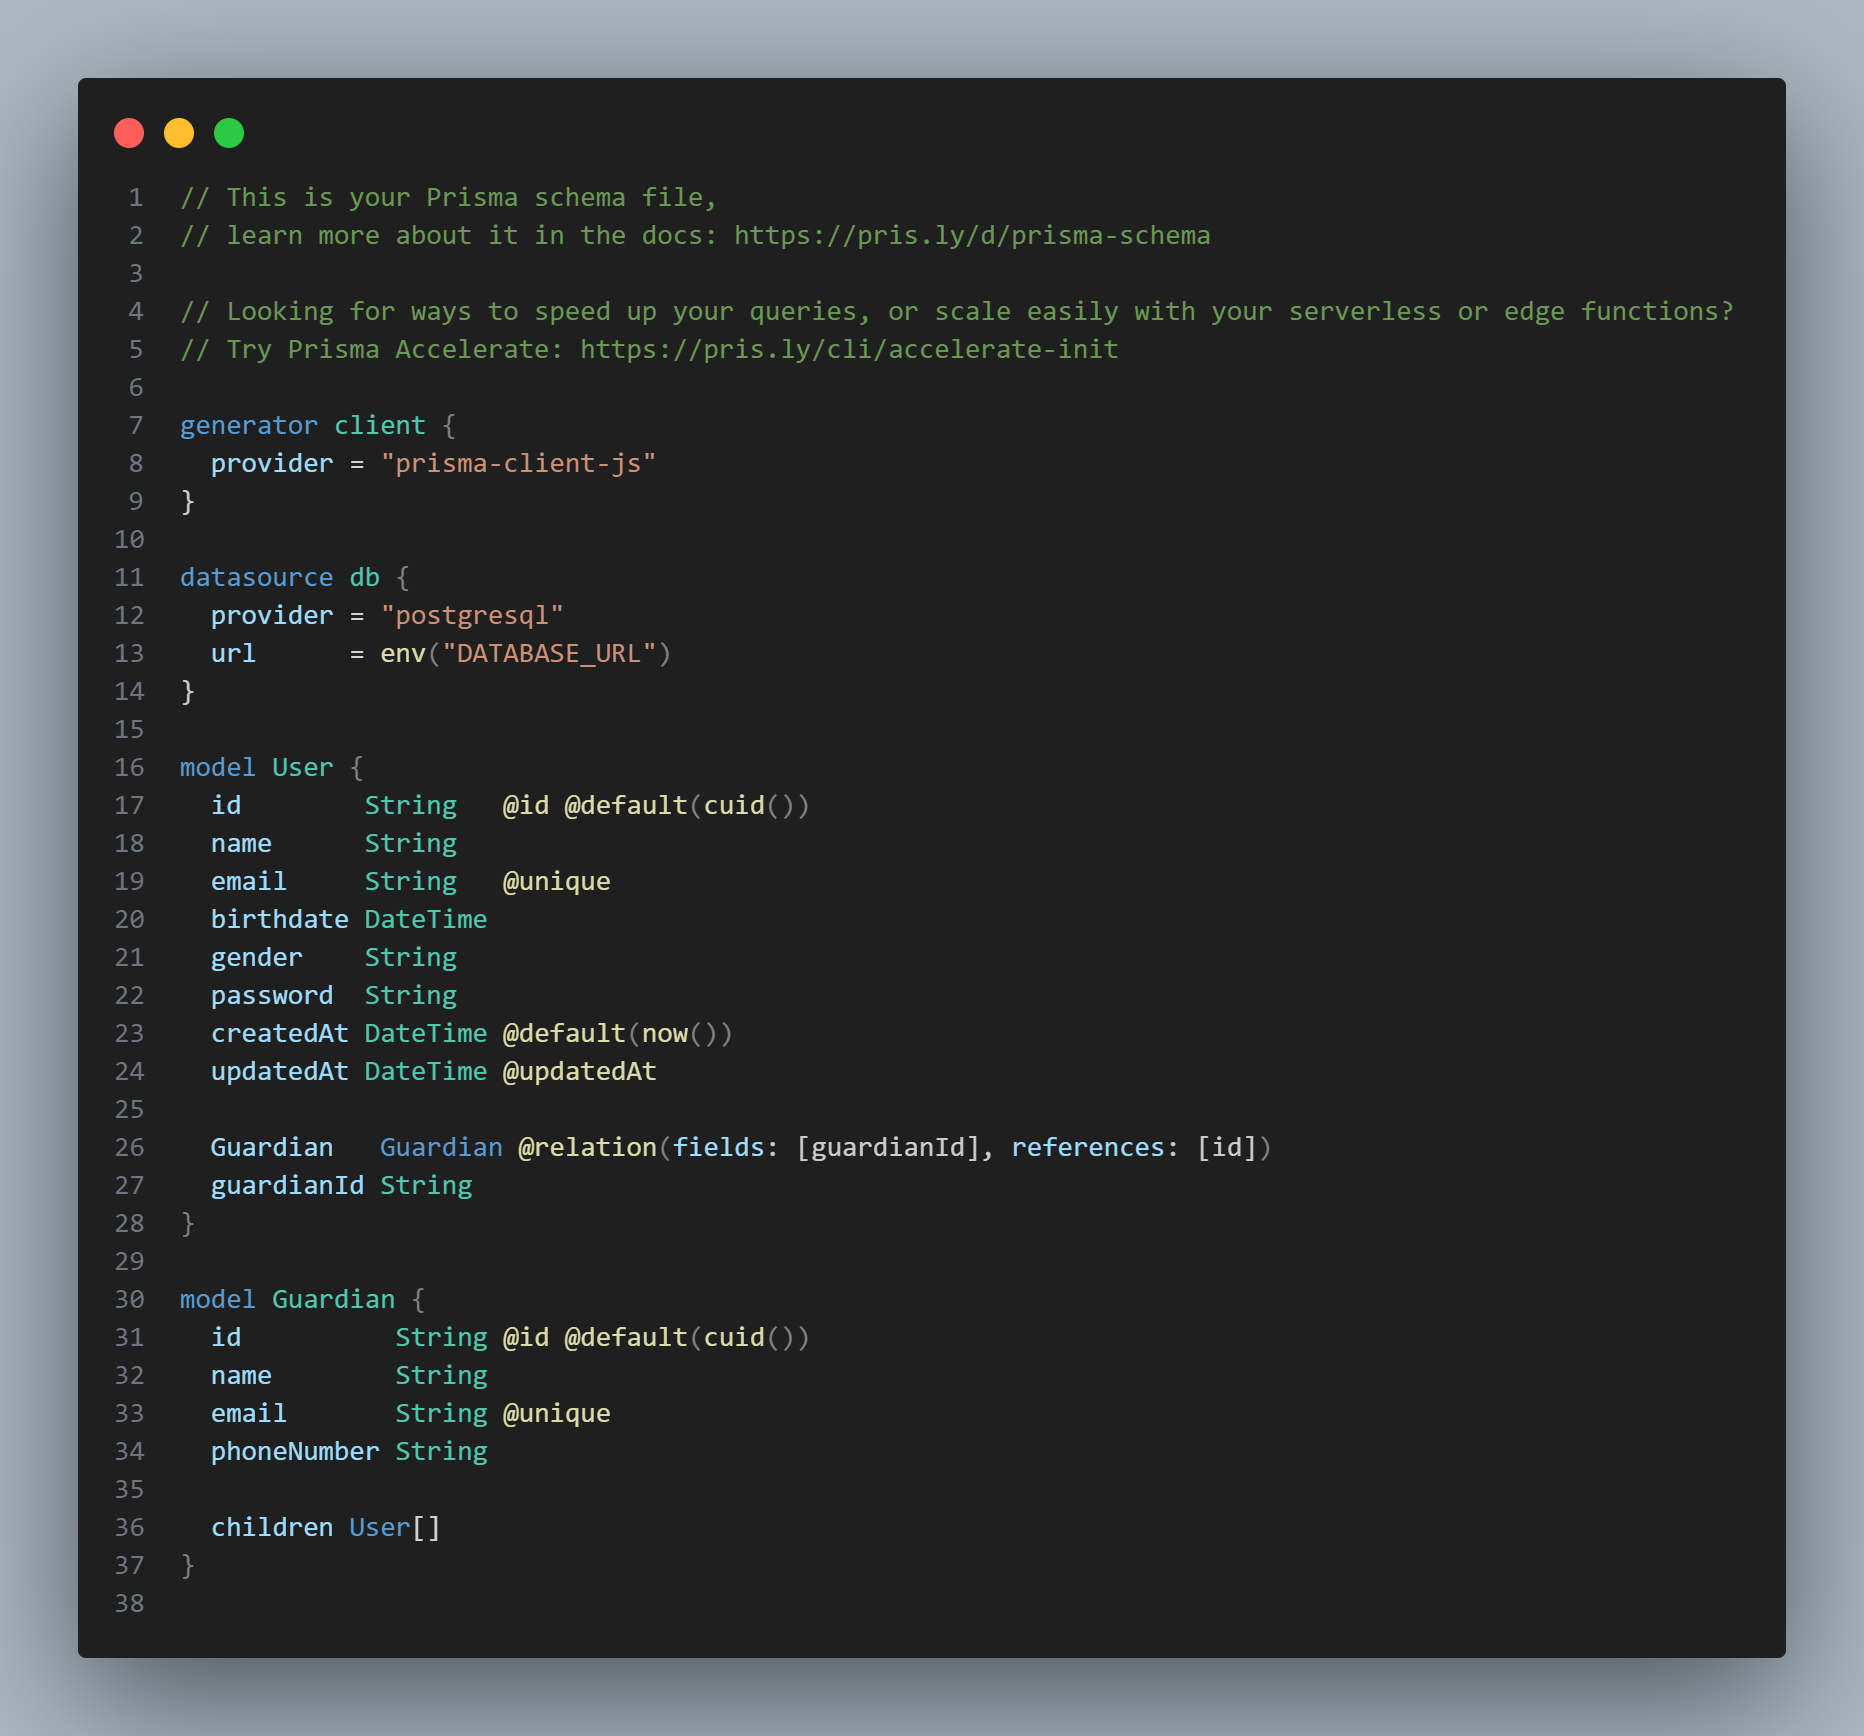 1 // This is your Prisma schema file,
2 // learn more about it in the docs: https://pris.ly/d/prisma-schema
3
4 // Looking for ways to speed up your queries, or scale easily with your serverless or edge functions?
5 // Try Prisma Accelerate: https://pris.ly/cli/accelerate-init
6
7 generator client {
8   provider = "prisma-client-js"
9 }
10
11 datasource db {
12   provider = "postgresql"
13   url      = env("DATABASE_URL")
14 }
15
16 model User {
17   id        String   @id @default(cuid())
18   name      String
19   email     String   @unique
20   birthdate DateTime
21   gender    String
22   password  String
23   createdAt DateTime @default(now())
24   updatedAt DateTime @updatedAt
25
26   Guardian   Guardian @relation(fields: [guardianId], references: [id])
27   guardianId String
28 }
29
30 model Guardian {
31   id          String @id @default(cuid())
32   name        String
33   email       String @unique
34   phoneNumber String
35
36   children User[]
37 }
38